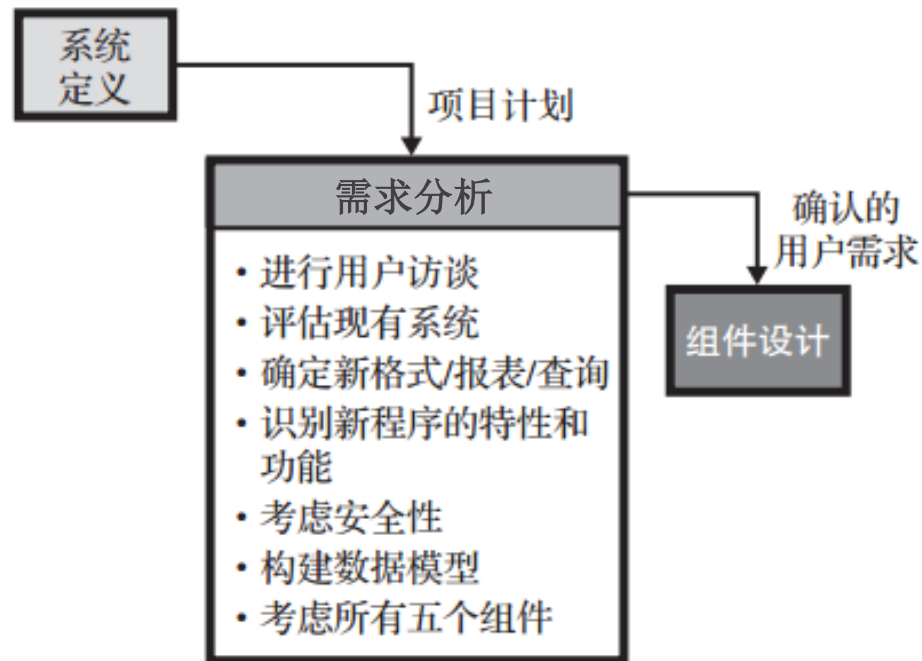 系统
定义
项目计划
需求分析
确认的
用户需求
• 进行用户访谈
• 评估现有系统
• 确定新格式/报表/查询
• 识别新程序的特性和
功能
• 考虑安全性
• 构建数据模型
• 考虑所有五个组件
组件设计